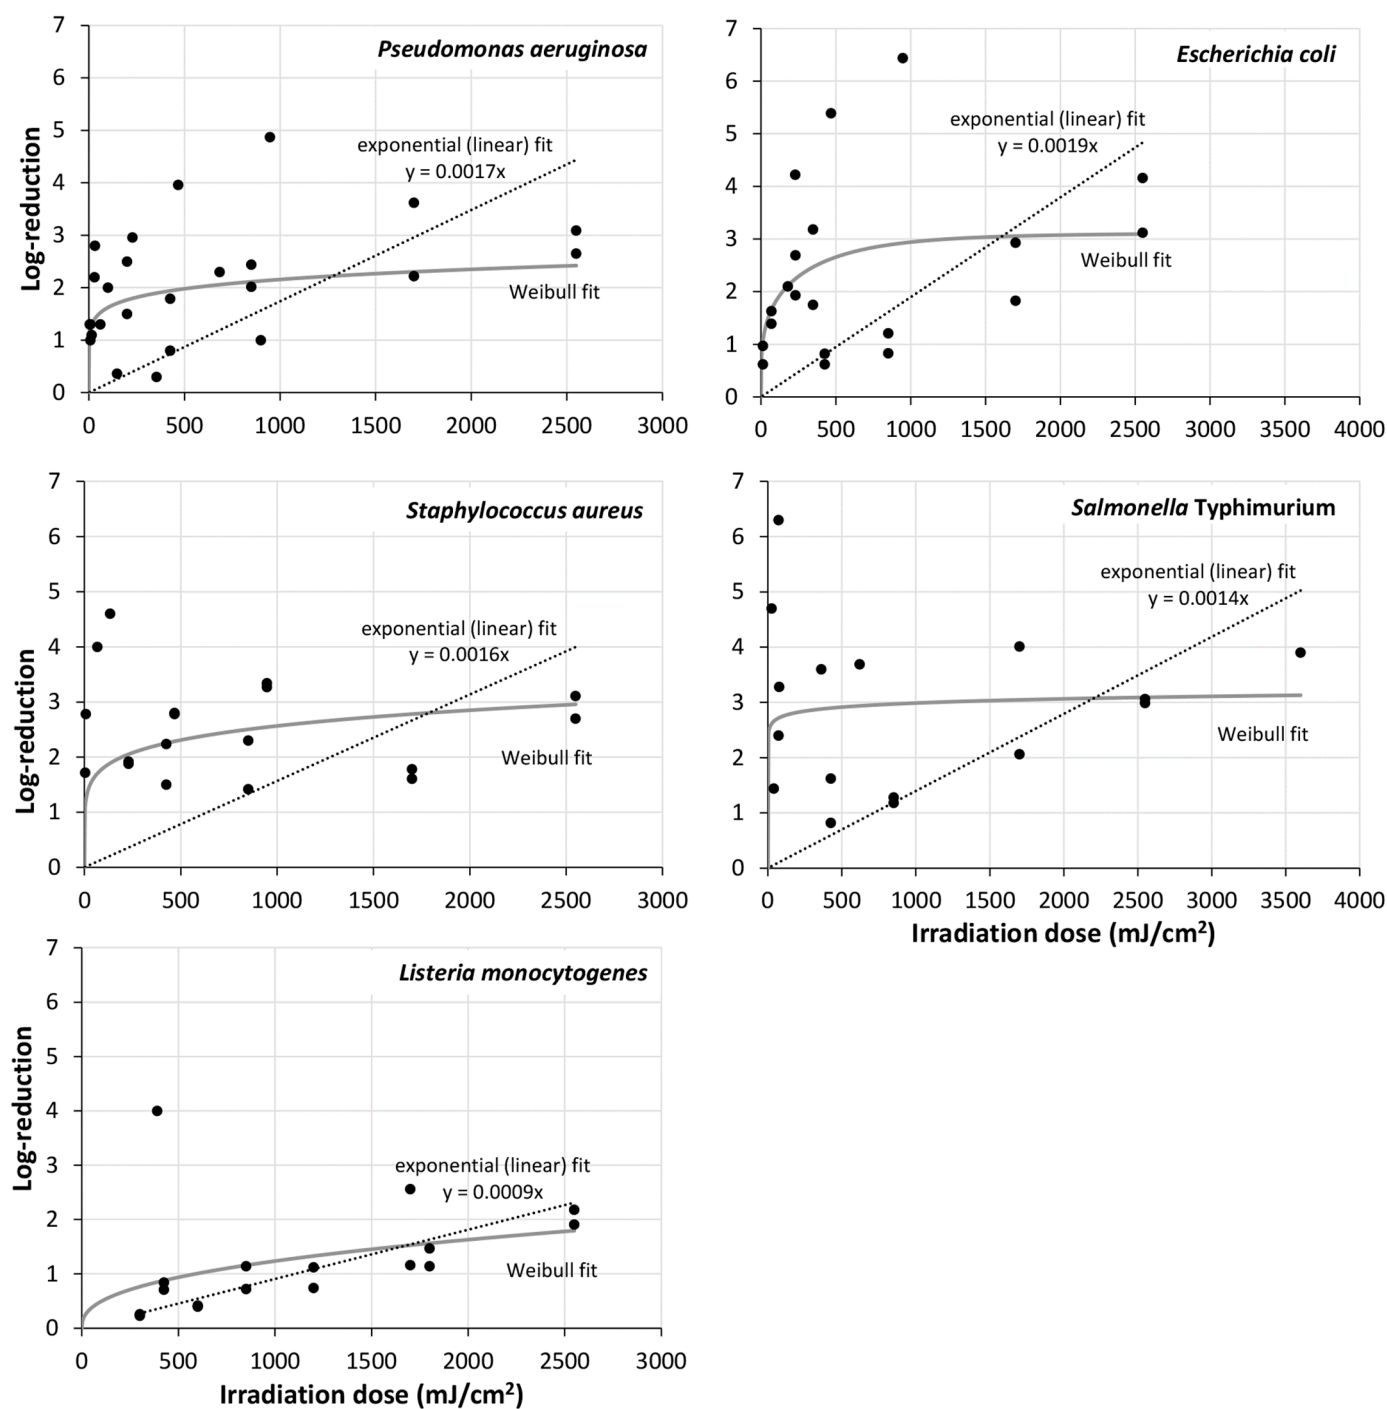 Pseudomonas aeruginosa
Log-reduction
7
6
5
4
3
2
1
0
exponential (linear) fit
y = 0.0017x
Weibull fit
0 500 1000 1500 2000 2500 3000
Escherichia coli
7
6
5
4
3
2
1
0
exponential (linear) fit
y = 0.0019x
Weibull fit
0 500 1000 1500 2000 2500 3000 3500 4000
Staphylococcus aureus
Log-reduction
7
6
5
4
3
2
1
0
exponential (linear) fit
y = 0.0016x
Weibull fit
0 500 1000 1500 2000 2500 3000
Salmonella Typhimurium
7
6
5
4
3
2
1
0
exponential (linear) fit
y = 0.0014x
Weibull fit
0 500 1000 1500 2000 2500 3000 3500 4000
Irradiation dose (mJ/cm²)
Listeria monocytogenes
Log-reduction
7
6
5
4
3
2
1
0
exponential (linear) fit
y = 0.0009x
Weibull fit
0 500 1000 1500 2000 2500 3000
Irradiation dose (mJ/cm²)